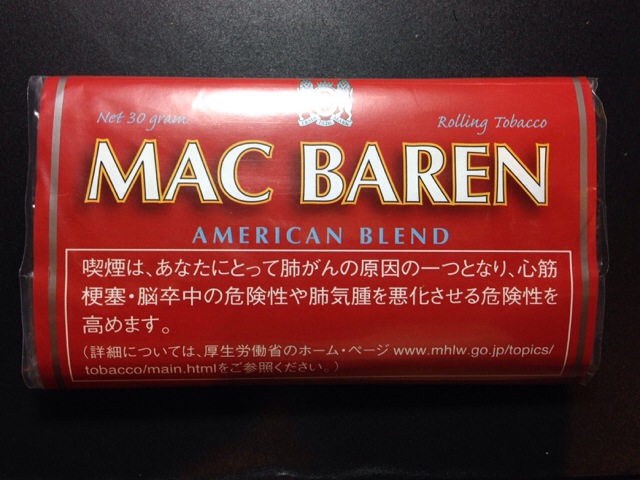 Net 30 gram
Rolling Tobacco
MAC BAREN
AMERICAN BLEND
喫煙は、あなたにとって肺がんの原因の一つとなり、心筋
梗塞・脳卒中の危険性や肺気腫を悪化させる危険性を
高めます。
(詳細については、厚生労働省のホーム・ページ www.mhlw.go.jp/topics/
tobacco/main.htmlをご参照ください。)